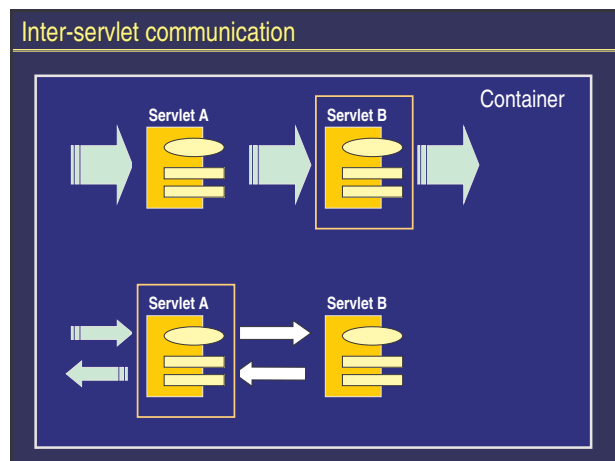 Inter-servlet communication
Container
Servlet A
Servlet B
Servlet A
Servlet B